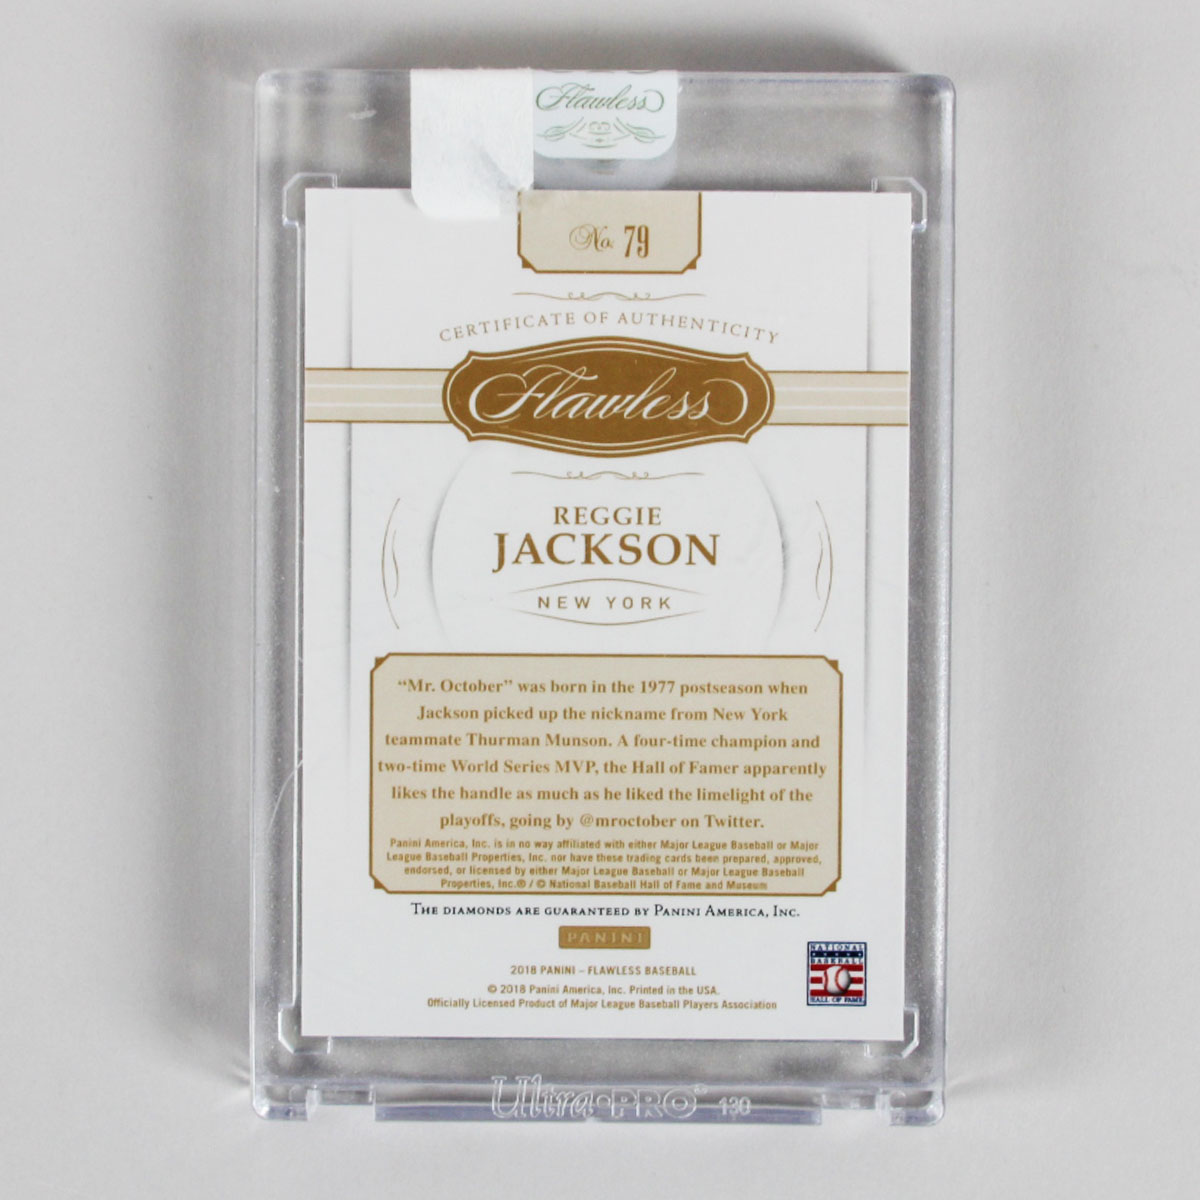 Flawless
No. 79
CERTIFICATE OF AUTHENTICITY
Flawless
REGGIE
JACKSON
NEW YORK
“Mr. October” was born in the 1977 postseason when
Jackson picked up the nickname from New York
teammate Thurman Munson. A four-time champion and
two-time World Series MVP, the Hall of Famer apparently
likes the handle as much as he liked the limelight of the
playoffs, going by @mroctober on Twitter.
Panini America, Inc. is in no way affiliated with either Major League Baseball or Major
League Baseball Properties, Inc. nor have these trading cards been prepared, approved,
endorsed, or licensed by either Major League Baseball or Major League Baseball
Properties, Inc.® / © National Baseball Hall of Fame and Museum
THE DIAMONDS ARE GUARANTEED BY PANINI AMERICA, INC.
PANINI
2018 PANINI – FLAWLESS BASEBALL
© 2018 Panini America, Inc. Printed in the USA.
Officially Licensed Product of Major League Baseball Players Association
NATIONAL
BASEBALL
HALL OF FAME
Ultra·PRO® 130